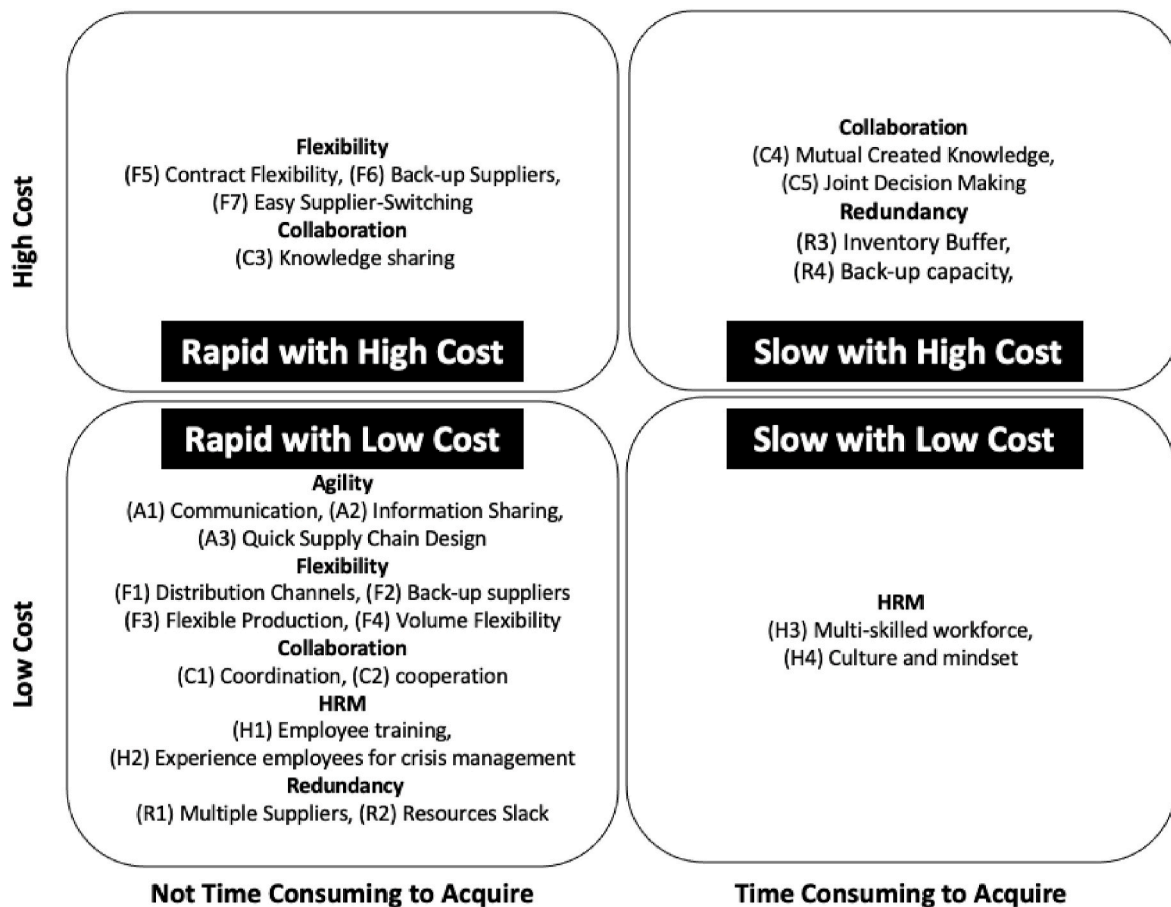 High Cost
Flexibility
(F5) Contract Flexibility, (F6) Back-up Suppliers,
(F7) Easy Supplier-Switching
Collaboration
(C3) Knowledge sharing
Rapid with High Cost
Collaboration
(C4) Mutual Created Knowledge,
(C5) Joint Decision Making
Redundancy
(R3) Inventory Buffer,
(R4) Back-up capacity,
Slow with High Cost
Low Cost
Rapid with Low Cost
Agility
(A1) Communication, (A2) Information Sharing,
(A3) Quick Supply Chain Design
Flexibility
(F1) Distribution Channels, (F2) Back-up suppliers
(F3) Flexible Production, (F4) Volume Flexibility
Collaboration
(C1) Coordination, (C2) cooperation
HRM
(H1) Employee training,
(H2) Experience employees for crisis management
Redundancy
(R1) Multiple Suppliers, (R2) Resources Slack
Slow with Low Cost
HRM
(H3) Multi-skilled workforce,
(H4) Culture and mindset
Not Time Consuming to Acquire
Time Consuming to Acquire